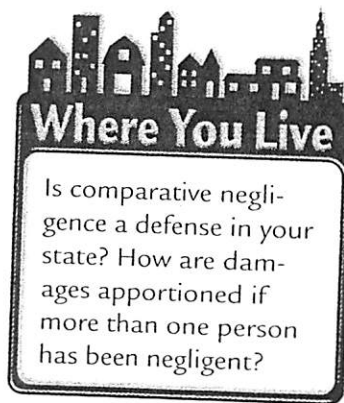 Where You Live
Is comparative negli-
gence a defense in your
state? How are dam-
ages apportioned if
more than one person
has been negligent?